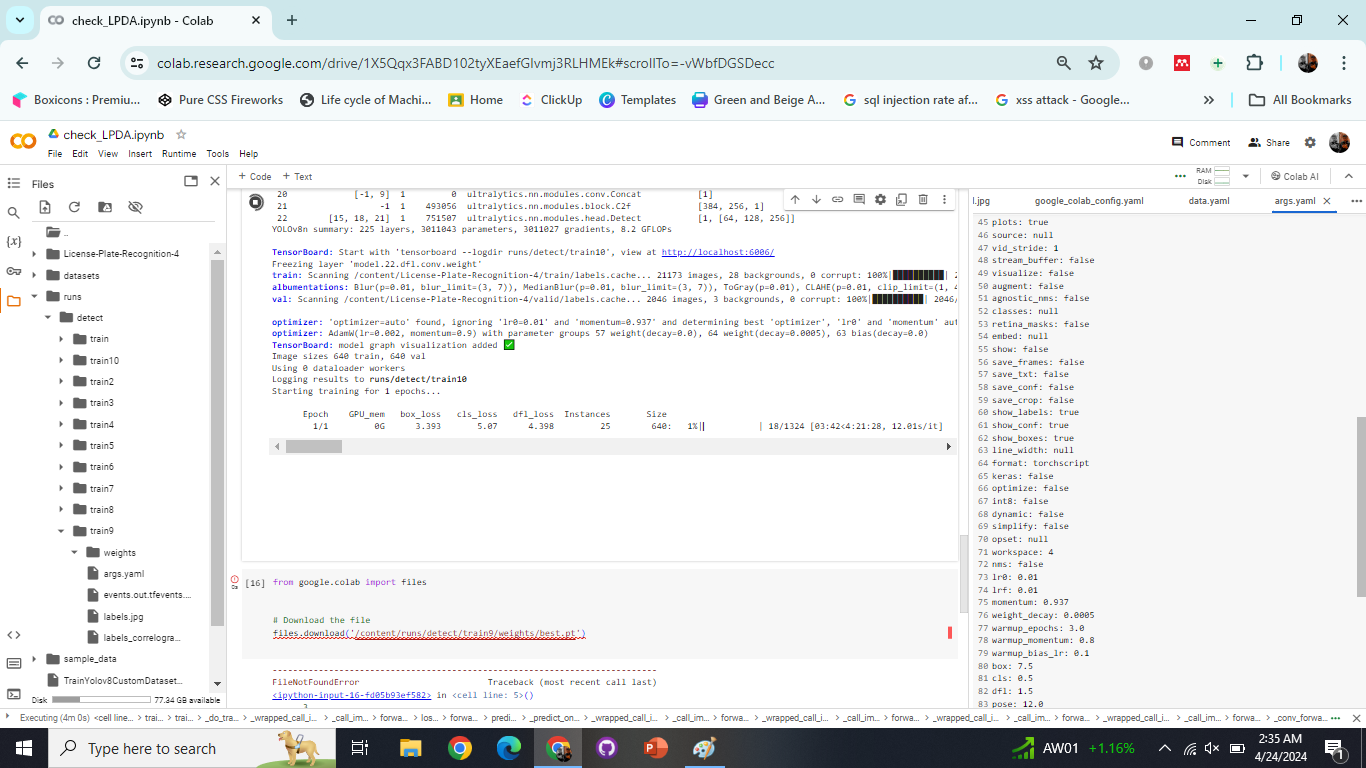 check_LPDA.ipynb - Colab
colab.research.google.com/drive/1X5Qqx3FABD102tyXEaefGlvmj3RLHMEk#scrollTo=-vWbfDGSDecc
Boxicons : Premiu... Pure CSS Fireworks Life cycle of Machi... Home ClickUp Templates Green and Beige A... sql injection rate af... xss attack - Google... » All Bookmarks
check_LPDA.ipynb
File Edit View Insert Runtime Tools Help
Comment Share
Files
+ Code + Text
RAM
Disk
Colab AI
..
License-Plate-Recognition-4
datasets
runs
detect
train
train10
train2
train3
train4
train5
train6
train7
train8
train9
weights
args.yaml
events.out.tfevents....
labels.jpg
labels_correlogra...
sample_data
TrainYolov8CustomDataset...
Disk 77.34 GB available
20 [-1, 9] 1 0 ultralytics.nn.modules.conv.Concat [1]
21 -1 1 493056 ultralytics.nn.modules.block.C2f [384, 256, 1]
22 [15, 18, 21] 1 751507 ultralytics.nn.modules.head.Detect [1, [64, 128, 256]]
YOLOv8n summary: 225 layers, 3011043 parameters, 3011027 gradients, 8.2 GFLOPs
TensorBoard: Start with 'tensorboard --logdir runs/detect/train10', view at http://localhost:6006/
Freezing layer 'model.22.dfl.conv.weight'
train: Scanning /content/License-Plate-Recognition-4/train/labels.cache... 21173 images, 28 backgrounds, 0 corrupt: 100%|██████████| 2
albumentations: Blur(p=0.01, blur_limit=(3, 7)), MedianBlur(p=0.01, blur_limit=(3, 7)), ToGray(p=0.01), CLAHE(p=0.01, clip_limit=(1, 4
val: Scanning /content/License-Plate-Recognition-4/valid/labels.cache... 2046 images, 3 backgrounds, 0 corrupt: 100%|██████████| 2046/
optimizer: 'optimizer=auto' found, ignoring 'lr0=0.01' and 'momentum=0.937' and determining best 'optimizer', 'lr0' and 'momentum' aut
optimizer: AdamW(lr=0.002, momentum=0.9) with parameter groups 57 weight(decay=0.0), 64 weight(decay=0.0005), 63 bias(decay=0.0)
TensorBoard: model graph visualization added ✅
Image sizes 640 train, 640 val
Using 0 dataloader workers
Logging results to runs/detect/train10
Starting training for 1 epochs...
Epoch GPU_mem box_loss cls_loss dfl_loss Instances Size
1/1 0G 3.393 5.07 4.398 25 640: 1%| | 18/1324 [03:42<4:21:28, 12.01s/it]
[16] from google.colab import files
0s
# Download the file
files.download('/content/runs/detect/train9/weights/best.pt')
---------------------------------------------------------------------------
FileNotFoundError Traceback (most recent call last)
<ipython-input-16-fd05b93ef582> in <cell line: 5>()
3
l.jpg google_colab_config.yaml data.yaml args.yaml
45 plots: true
46 source: null
47 vid_stride: 1
48 stream_buffer: false
49 visualize: false
50 augment: false
51 agnostic_nms: false
52 classes: null
53 retina_masks: false
54 embed: null
55 show: false
56 save_frames: false
57 save_txt: false
58 save_conf: false
59 save_crop: false
60 show_labels: true
61 show_conf: true
62 show_boxes: true
63 line_width: null
64 format: torchscript
65 keras: false
66 optimize: false
67 int8: false
68 dynamic: false
69 simplify: false
70 opset: null
71 workspace: 4
72 nms: false
73 lr0: 0.01
74 lrf: 0.01
75 momentum: 0.937
76 weight_decay: 0.0005
77 warmup_epochs: 3.0
78 warmup_momentum: 0.8
79 warmup_bias_lr: 0.1
80 box: 7.5
81 cls: 0.5
82 dfl: 1.5
83 pose: 12.0
Executing (4m 0s) <cell line... > trai... > trai... > _do_tra... > _wrapped_call_i... > _call_im... > forwa... > los... > forwa... > predi... > _predict_on... > _wrapped_call_i... > _call_im... > forwa... > _wrapped_call_i... > _call_im... > forwa... > _wrapped_call_i... > _call_im... > forwa... > _wrapped_call_i... > _call_im... > forwa... > _conv_forwar...
Type here to search
AW01 +1.16%
2:35 AM
4/24/2024
1